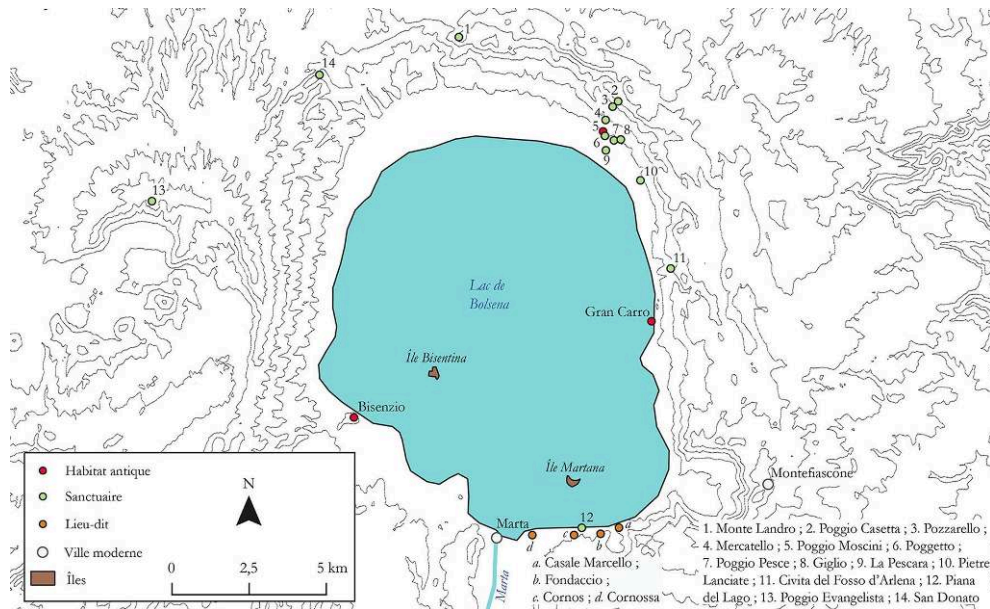 1
14
2
3
4
5
7
8
6
9
10
13
11
Lac de
Bolsena
Gran Carro
Île Bisentina
Bisenzio
Île Martana
Montefiascone
12
a
Marta
d
c
b
Marta
Habitat antique
Sanctuaire
Lieu-dit
Ville moderne
Îles
N
0
2,5
5 km
a. Casale Marcello ;
b. Fondaccio ;
c. Cornos ; d. Cornossa
1. Monte Landro ; 2. Poggio Casetta ; 3. Pozzarello ;
4. Mercatello ; 5. Poggio Moscini ; 6. Poggetto ;
7. Poggio Pesce ; 8. Giglio ; 9. La Pescara ; 10. Pietre
Lanciate ; 11. Civita del Fosso d'Arlena ; 12. Piana
del Lago ; 13. Poggio Evangelista ; 14. San Donato